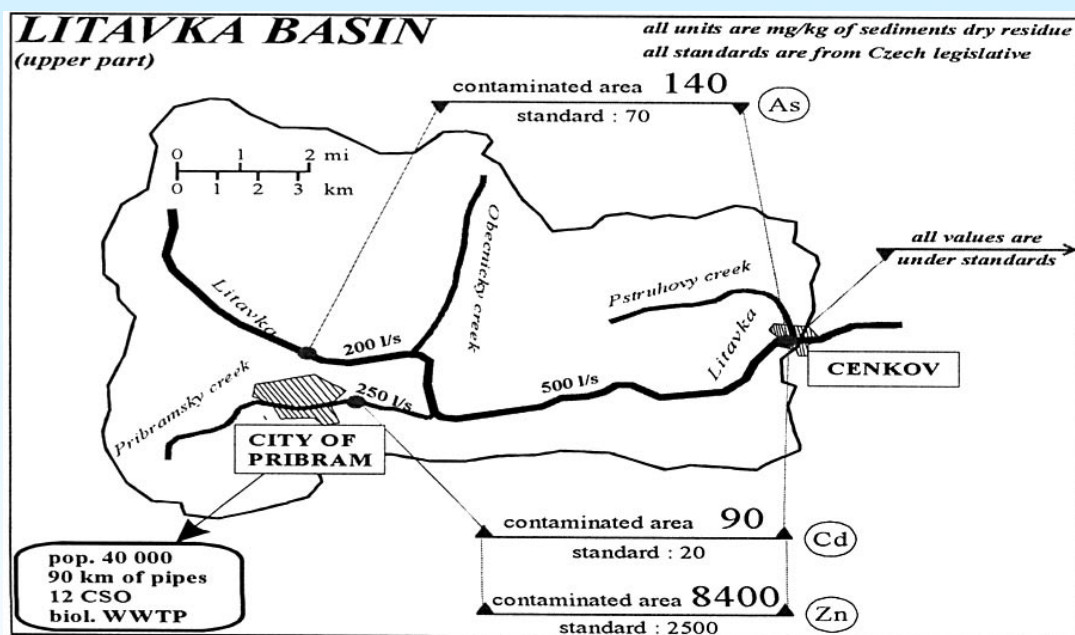 LITAVKA BASIN
(upper part)
all units are mg/kg of sediments dry residue
all standards are from Czech legislative
contaminated area 140
standard : 70
As
0 1 2 mi
0 1 2 3 km
Litavka
Obecnicky creek
Pstruhovy creek
all values are
under standards
200 l/s
Litavka
Pribramsky creek
250 l/s
500 l/s
CENKOV
CITY OF
PRIBRAM
pop. 40 000
90 km of pipes
12 CSO
biol. WWTP
contaminated area 90
standard : 20
Cd
contaminated area 8400
standard : 2500
Zn